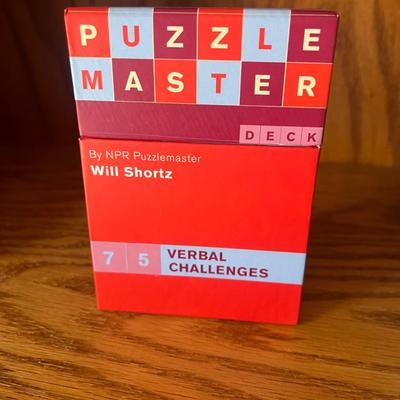 PUZZLE
MASTER
DECK
By NPR Puzzlemaster
Will Shortz
75 VERBAL
CHALLENGES